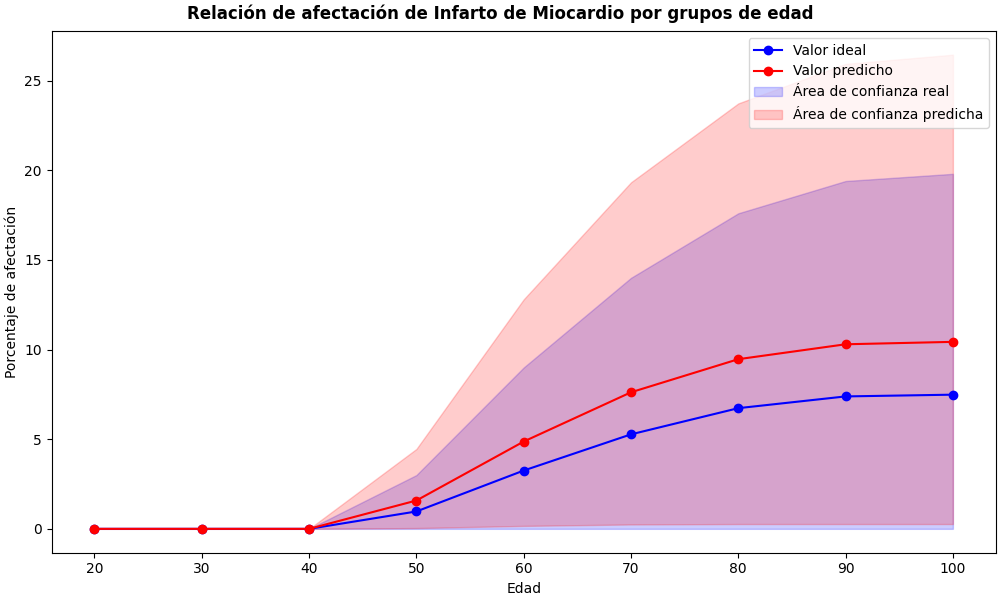 Relación de afectación de Infarto de Miocardio por grupos de edad
Valor ideal
Valor predicho
Área de confianza real
Área de confianza predicha
Porcentaje de afectación
25
20
15
10
5
0
20 30 40 50 60 70 80 90 100
Edad